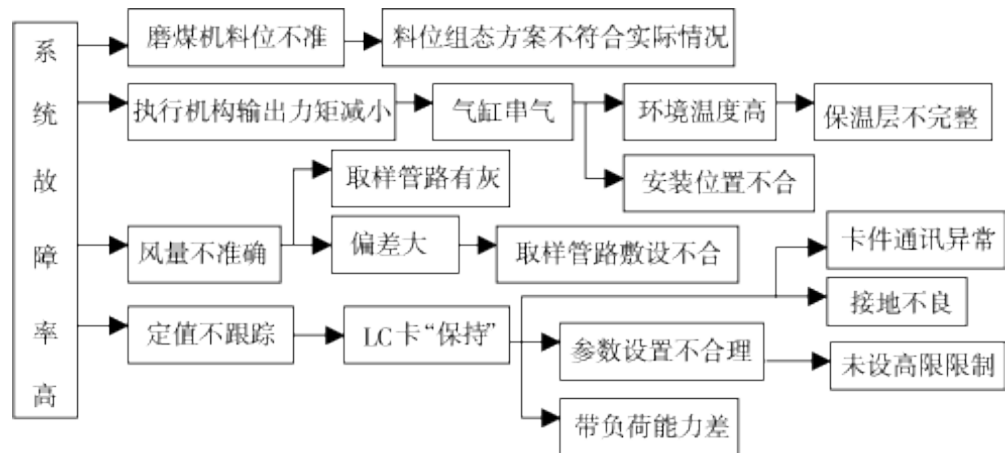 系统故障率高
磨煤机料位不准
料位组态方案不符合实际情况
执行机构输出力矩减小
气缸串气
环境温度高
保温层不完整
安装位置不合
取样管路有灰
风量不准确
偏差大
取样管路敷设不合
卡件通讯异常
接地不良
定值不跟踪
LC卡“保持”
参数设置不合理
未设高限限制
带负荷能力差